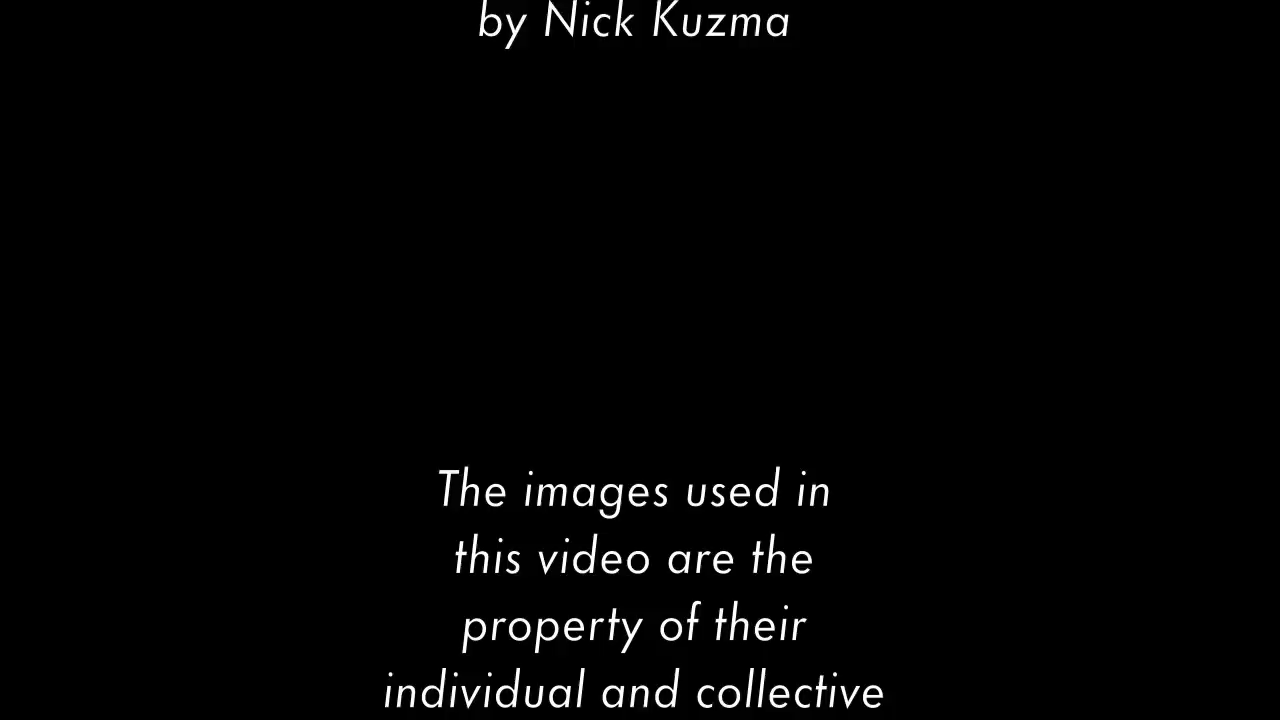 by Nick Kuzma
The images used in
this video are the
property of their
individual and collective